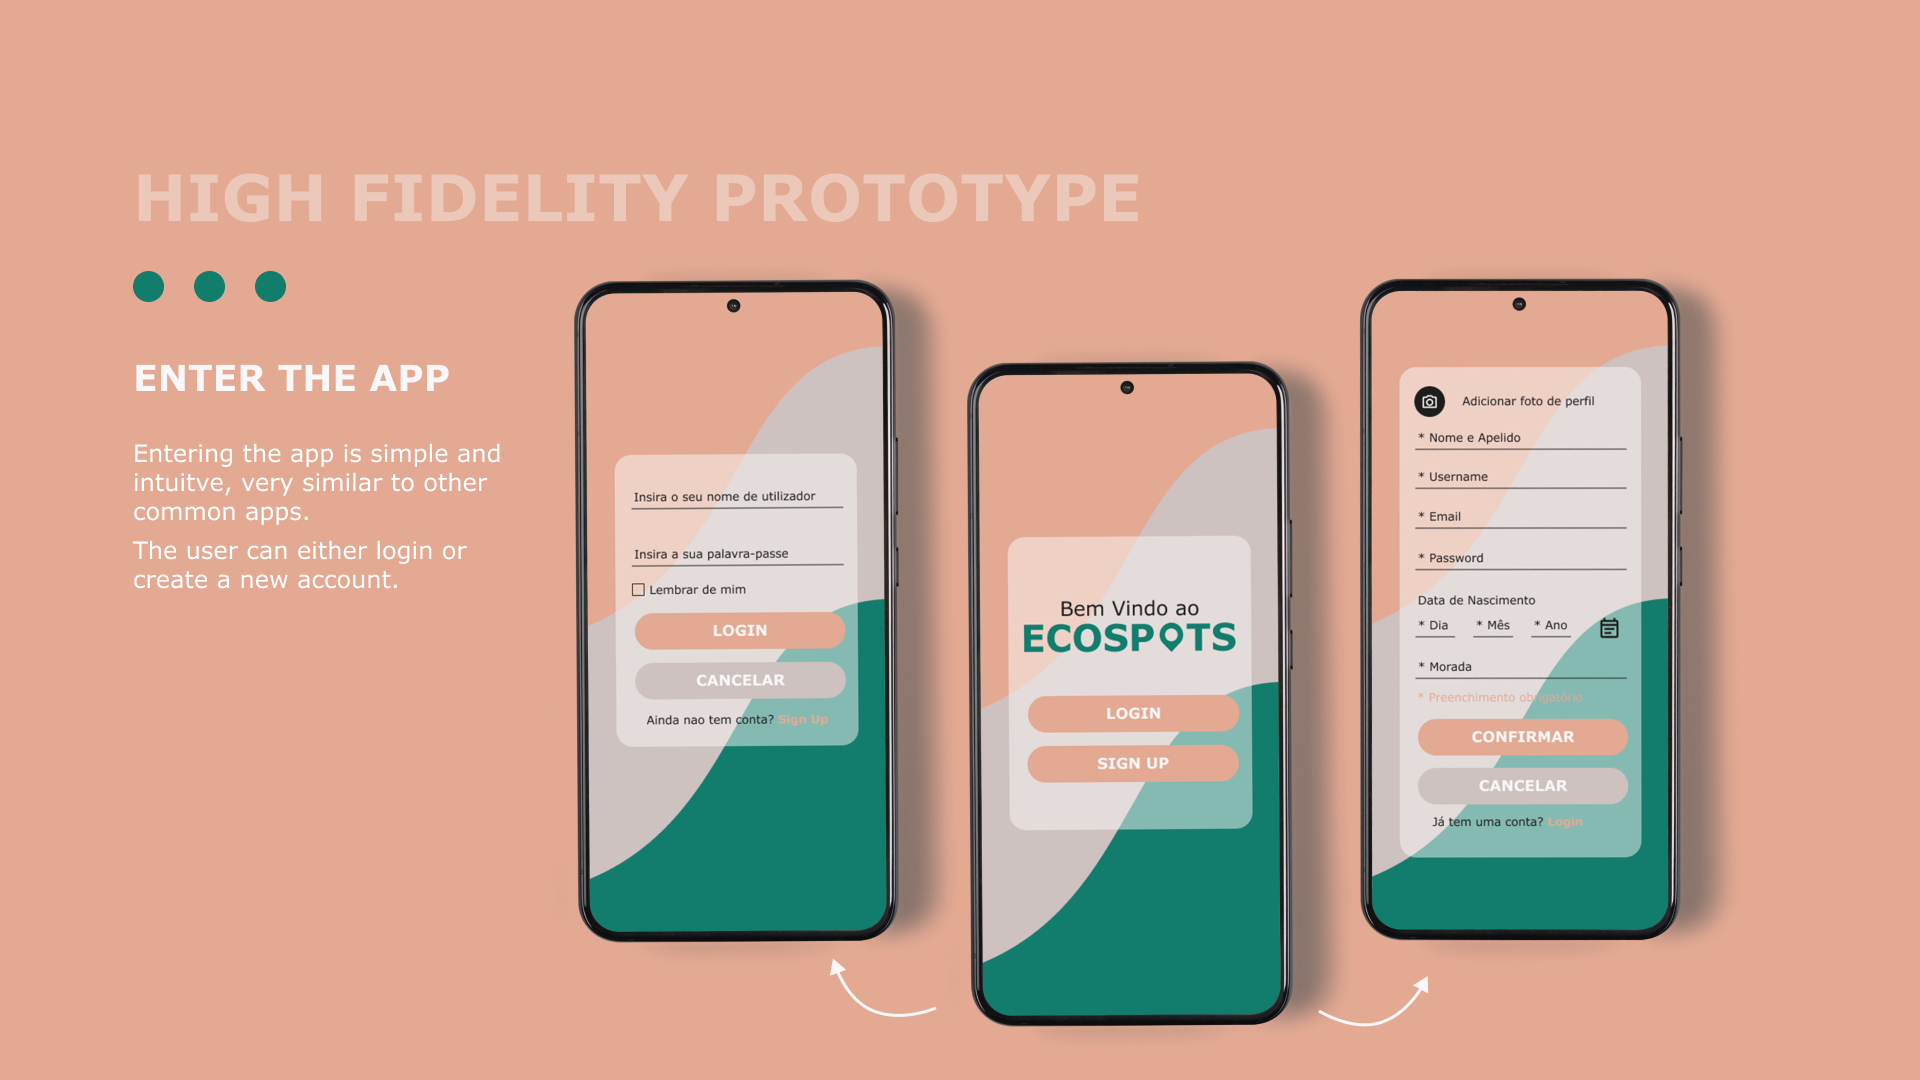 HIGH FIDELITY PROTOTYPE
ENTER THE APP
Entering the app is simple and
intuitve, very similar to other
common apps.
The user can either login or
create a new account.
Insira o seu nome de utilizador
Insira a sua palavra-passe
Lembrar de mim
LOGIN
CANCELAR
Ainda nao tem conta? Sign Up
Bem Vindo ao
ECOSPOTS
LOGIN
SIGN UP
Adicionar foto de perfil
* Nome e Apelido
* Username
* Email
* Password
Data de Nascimento
* Dia * Mês * Ano
* Morada
* Preenchimento obrigatório
CONFIRMAR
CANCELAR
Já tem uma conta? Login